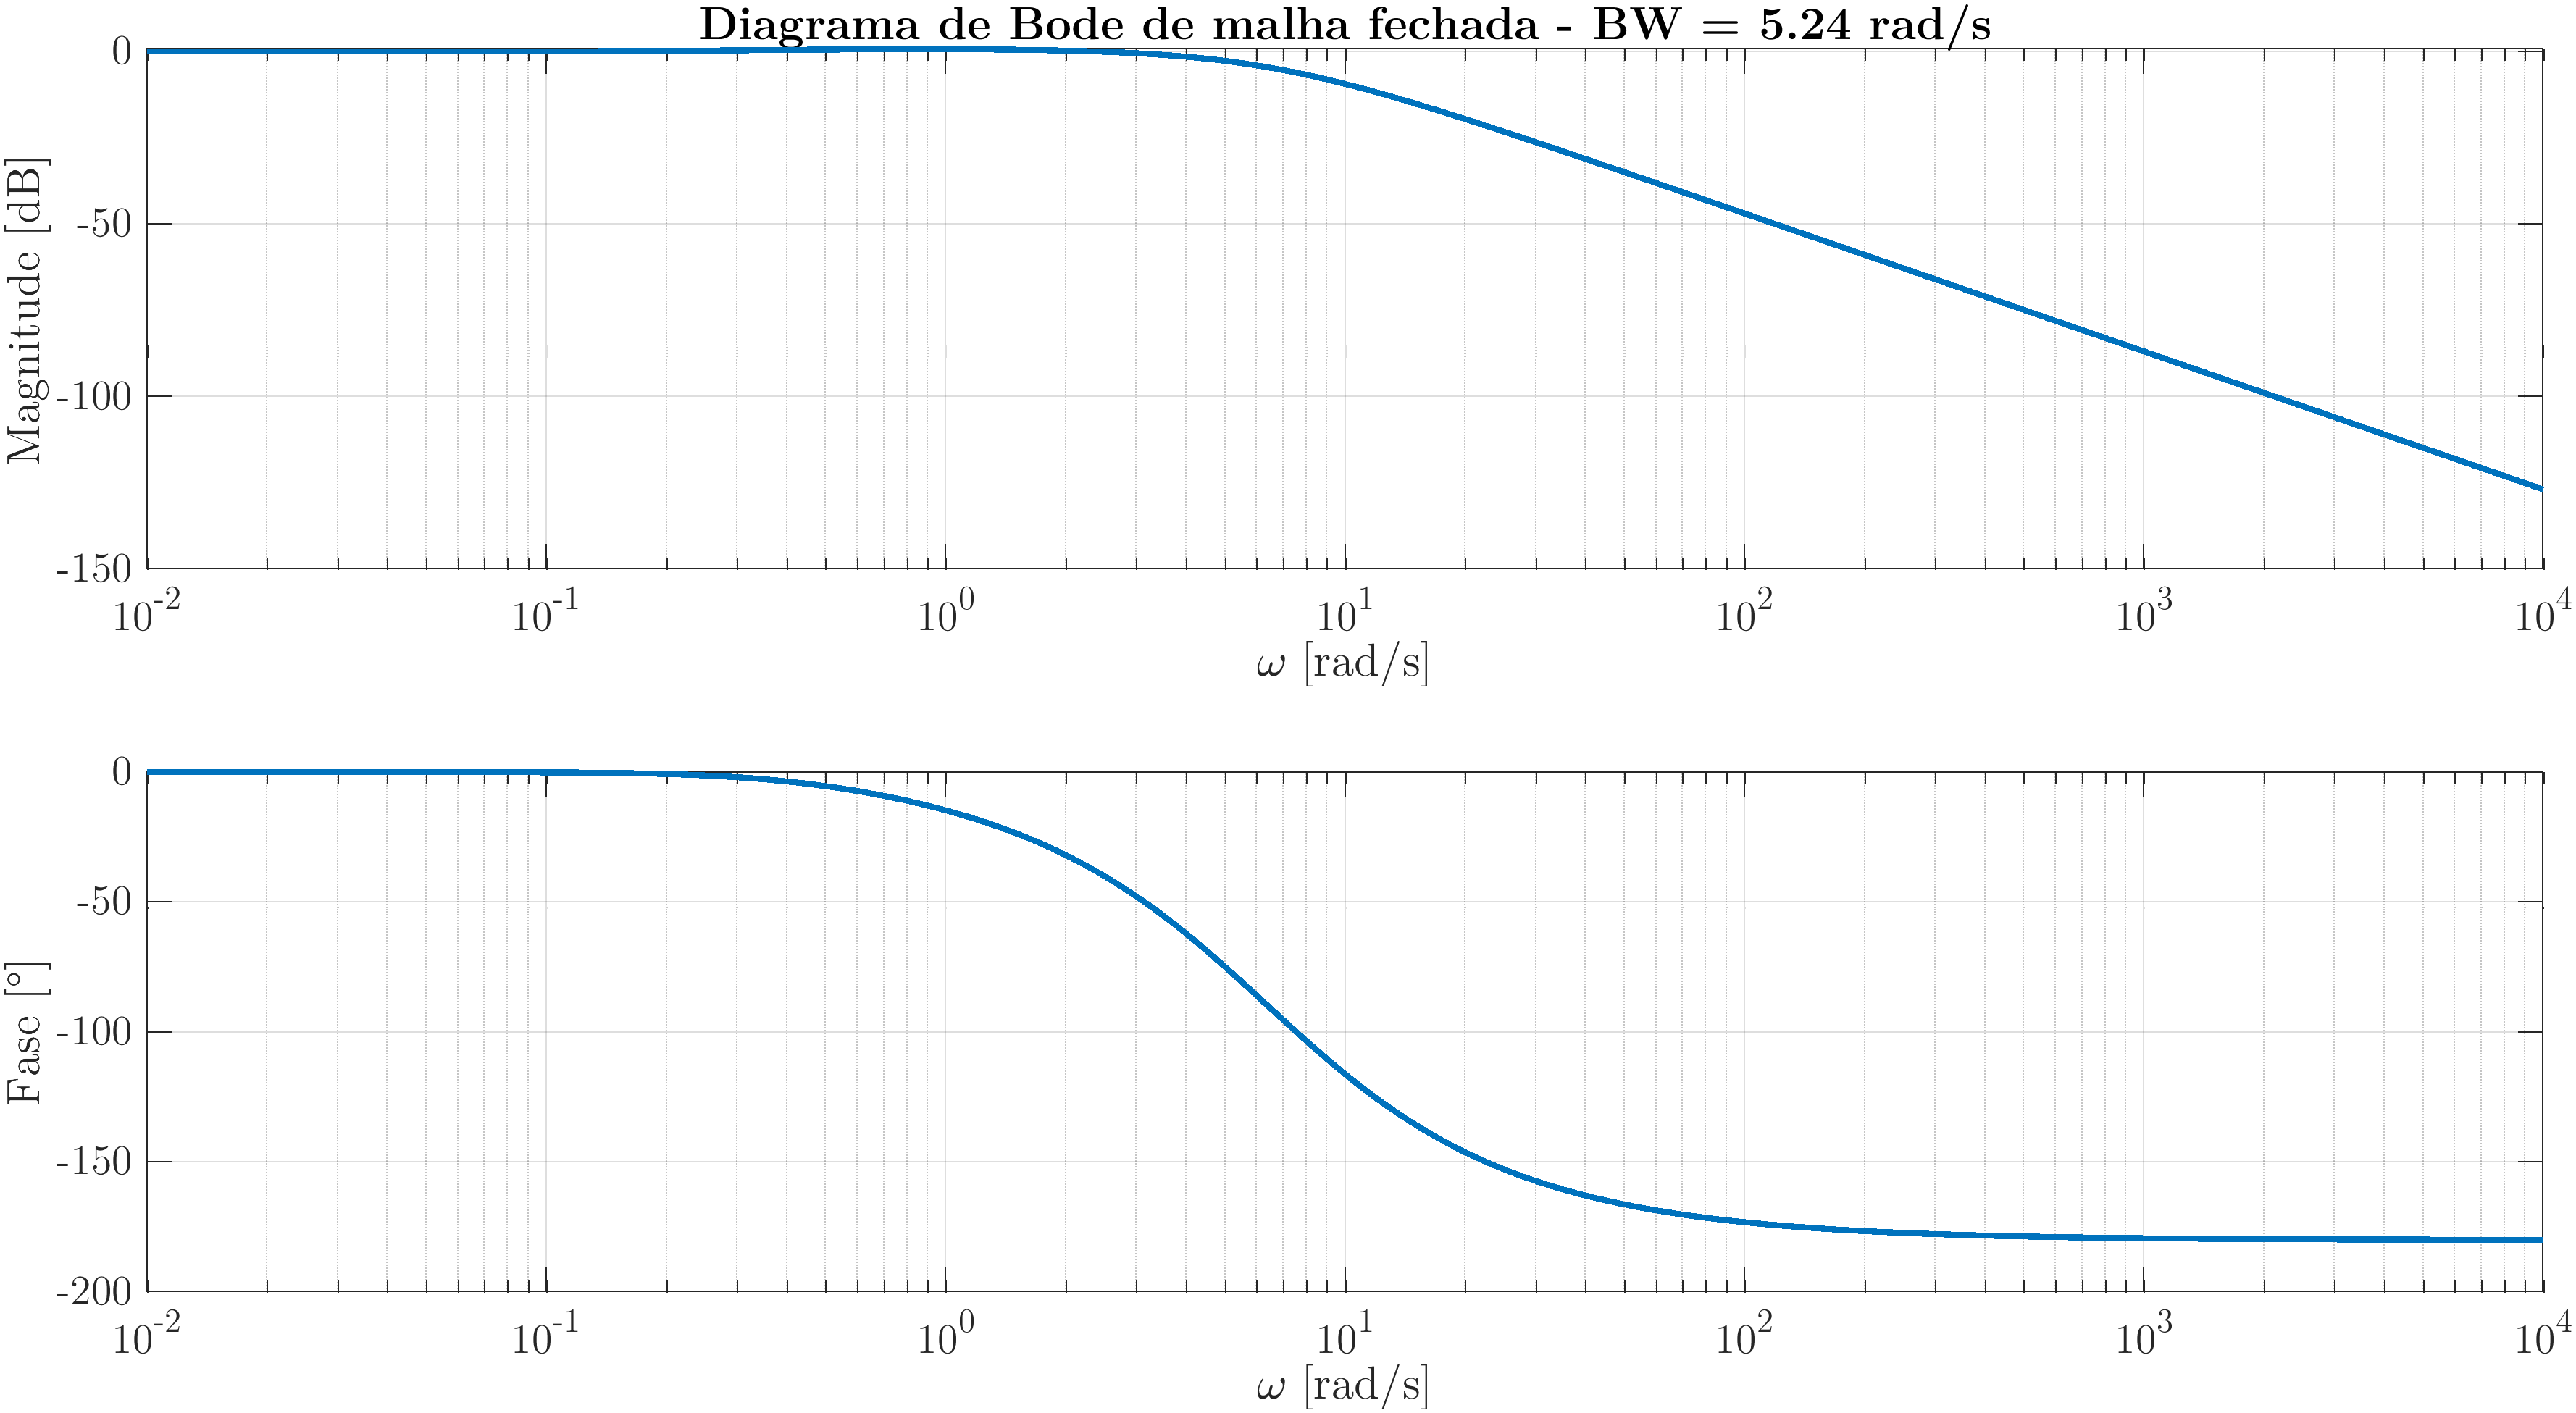 Diagrama de Bode de malha fechada - BW = 5.24 rad/s
Magnitude [dB]
0
-50
-100
-150
10^-2 10^-1 10^0 10^1 10^2 10^3 10^4
ω [rad/s]
Fase [°]
0
-50
-100
-150
-200
10^-2 10^-1 10^0 10^1 10^2 10^3 10^4
ω [rad/s]